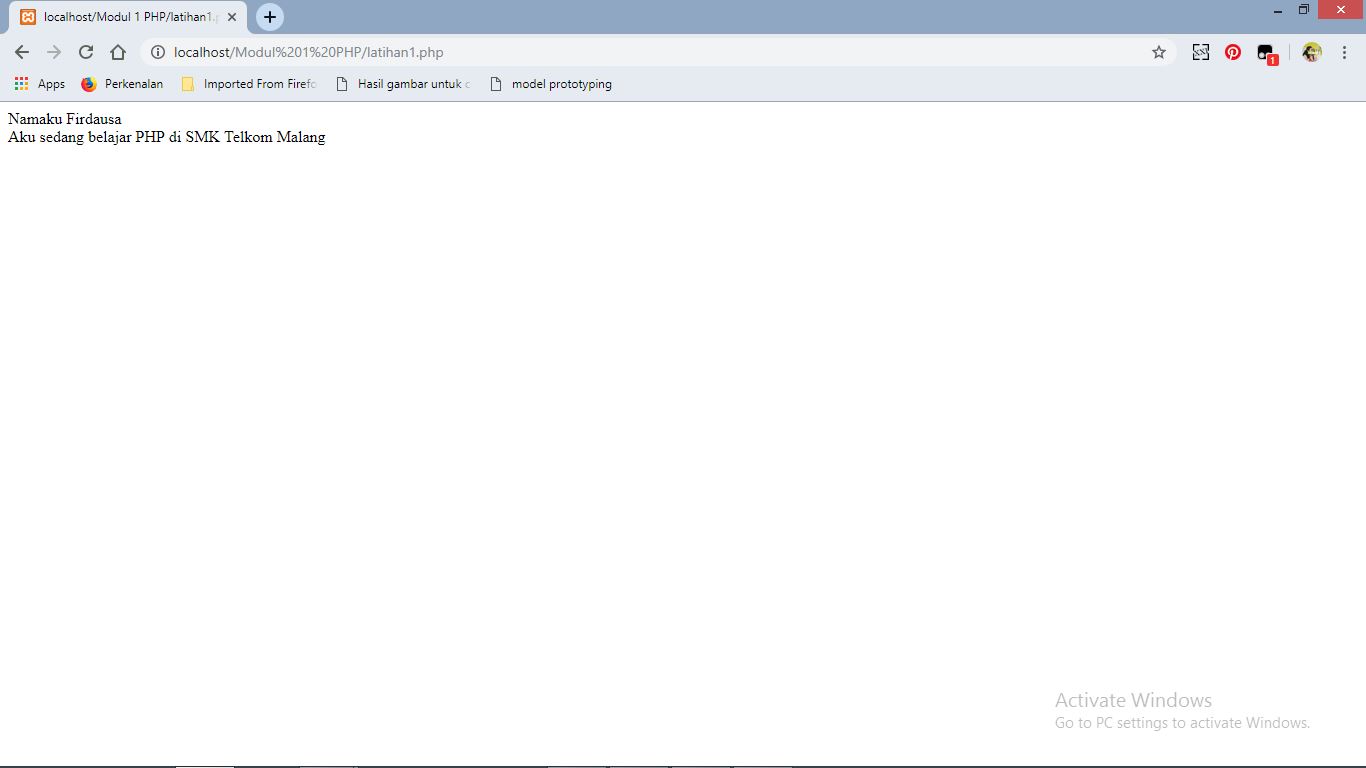 localhost/Modul 1 PHP/latihan1.p
localhost/Modul%201%20PHP/latihan1.php
1
Apps
Perkenalan
Imported From Firefo
Hasil gambar untuk c
model prototyping
Namaku Firdausa
Aku sedang belajar PHP di SMK Telkom Malang
Activate Windows
Go to PC settings to activate Windows.